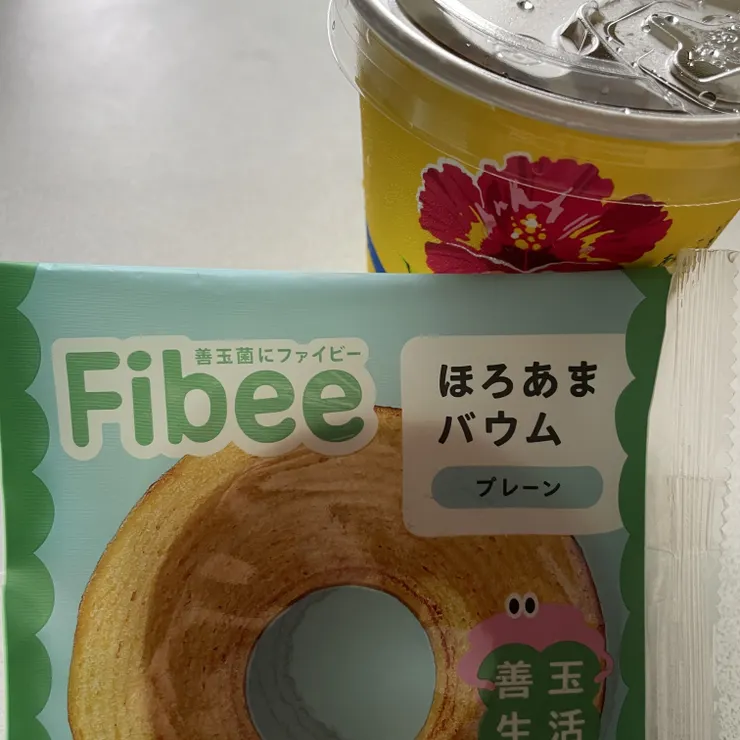 善玉菌にファイビー
Fibee
ほろあま
バウム
プレーン
善玉
生活